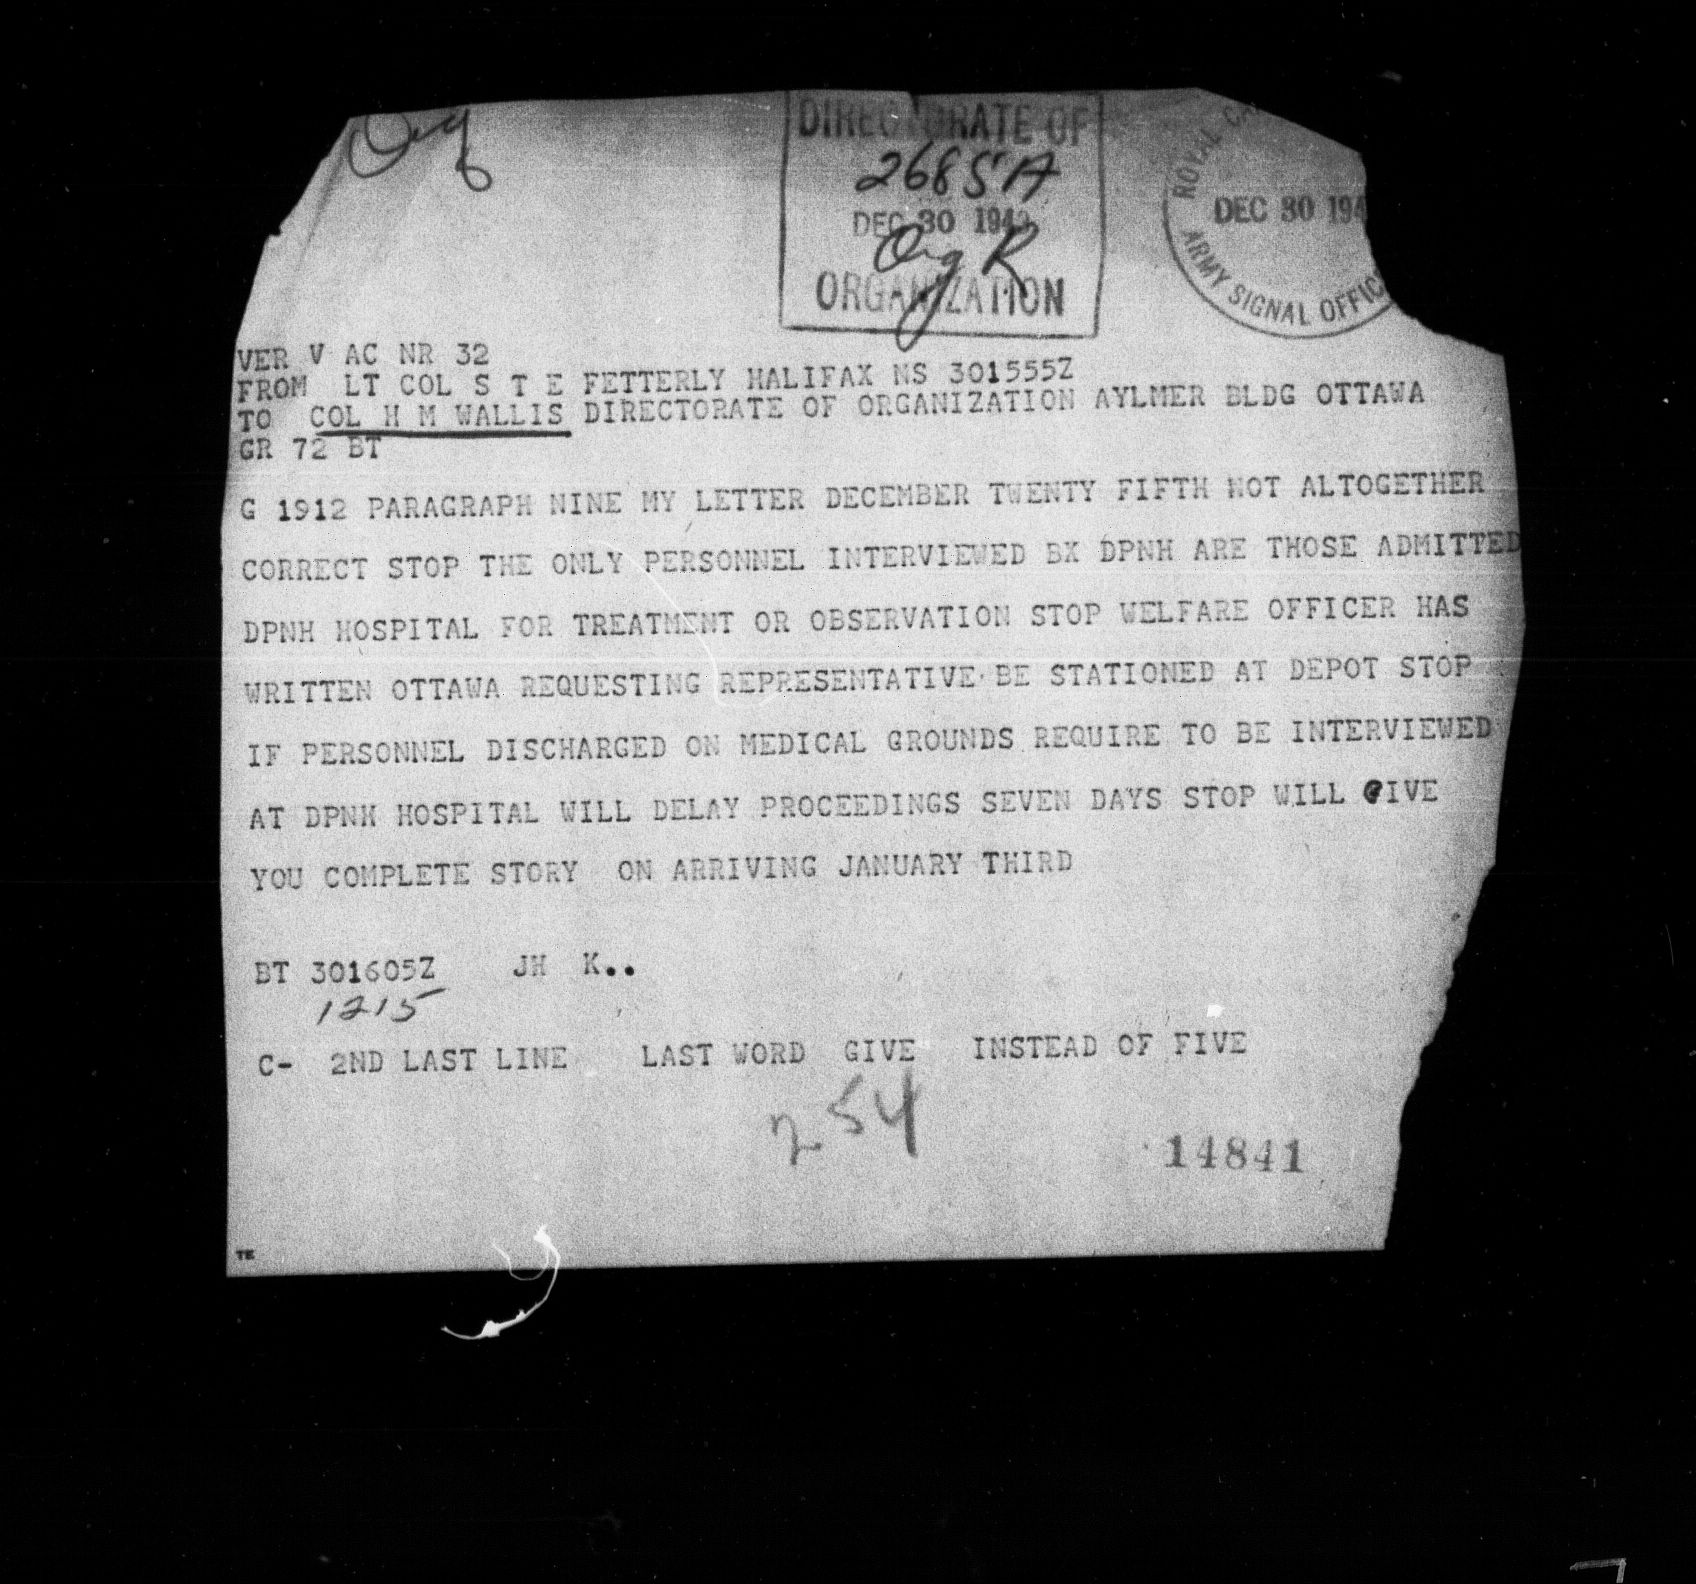 Org
DIRECTORATE OF
2685A
DEC 30 194
Org R
ORGANIZATION
ROYAL
DEC 30 194
ARMY SIGNAL OFFIC
VER V AC NR 32
FROM LT COL S T E FETTERLY HALIFAX NS 301555Z
TO COL H M WALLIS DIRECTORATE OF ORGANIZATION AYLMER BLDG OTTAWA
GR 72 BT
G 1912 PARAGRAPH NINE MY LETTER DECEMBER TWENTY FIFTH NOT ALTOGETHER
CORRECT STOP THE ONLY PERSONNEL INTERVIEWED BX DPNH ARE THOSE ADMITTED
DPNH HOSPITAL FOR TREATMENT OR OBSERVATION STOP WELFARE OFFICER HAS
WRITTEN OTTAWA REQUESTING REPRESENTATIVE BE STATIONED AT DEPOT STOP
IF PERSONNEL DISCHARGED ON MEDICAL GROUNDS REQUIRE TO BE INTERVIEWED
AT DPNH HOSPITAL WILL DELAY PROCEEDINGS SEVEN DAYS STOP WILL GIVE
YOU COMPLETE STORY ON ARRIVING JANUARY THIRD
BT 301605Z JH K..
1215
C- 2ND LAST LINE LAST WORD GIVE INSTEAD OF FIVE
254
14841
TE